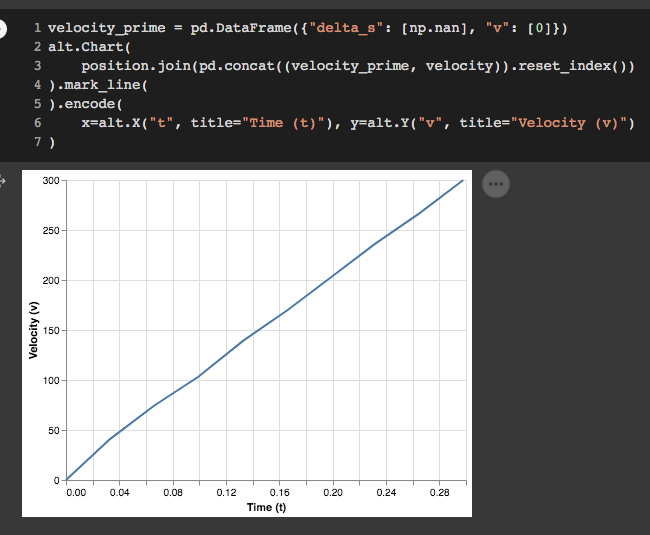 1 velocity_prime = pd.DataFrame({"delta_s": [np.nan], "v": [0]})
2 alt.Chart(
3     position.join(pd.concat((velocity_prime, velocity)).reset_index())
4 ).mark_line(
5 ).encode(
6     x=alt.X("t", title="Time (t)"), y=alt.Y("v", title="Velocity (v)")
7 )
300
250
200
150
100
50
0
Velocity (v)
0.00 0.04 0.08 0.12 0.16 0.20 0.24 0.28
Time (t)